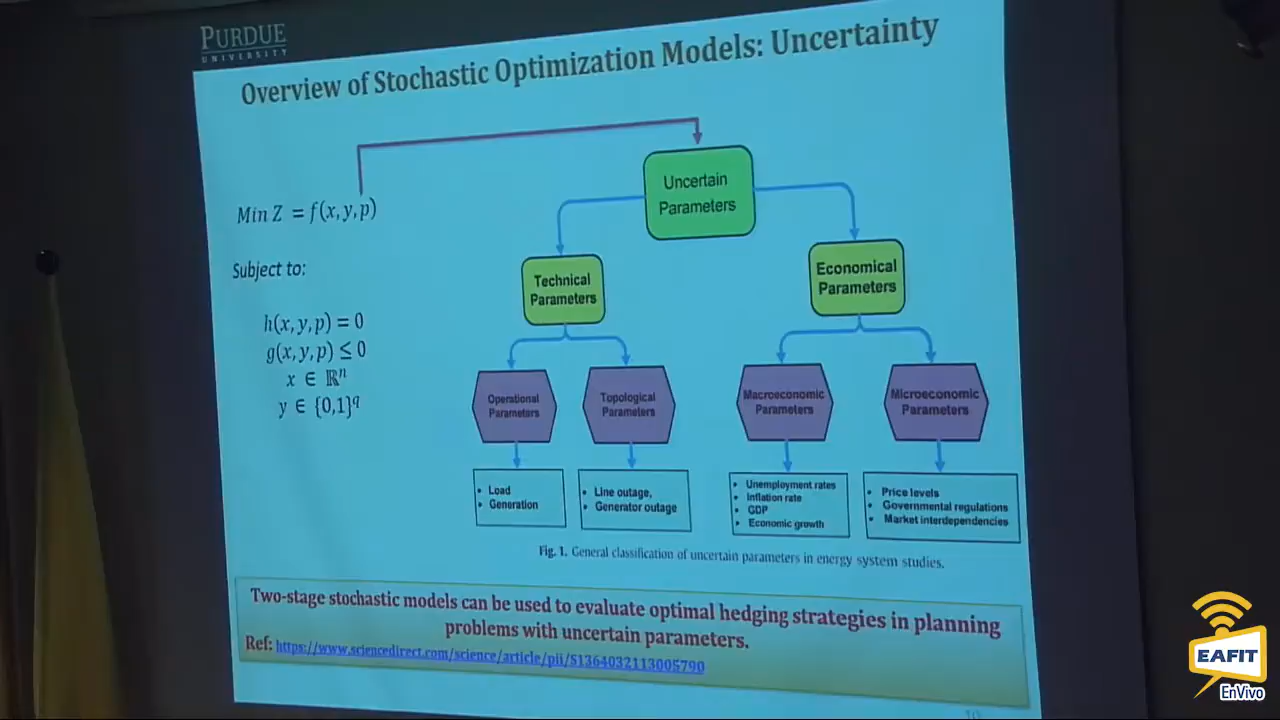 PURDUE
UNIVERSITY
Overview of Stochastic Optimization Models: Uncertainty
Min Z = f(x,y,p)
Subject to:
h(x,y,p) = 0
g(x,y,p) ≤ 0
x ∈ ℝⁿ
y ∈ {0,1}^q
Uncertain
Parameters
Technical
Parameters
Economical
Parameters
Operational
Parameters
Topological
Parameters
Macroeconomic
Parameters
Microeconomic
Parameters
• Load
• Generation
• Line outage,
• Generator outage
• Unemployment rates
• Inflation rate
• GDP
• Economic growth
• Price levels
• Governmental regulations
• Market interdependencies
Fig. 1. General classification of uncertain parameters in energy system studies.
Two-stage stochastic models can be used to evaluate optimal hedging strategies in planning
problems with uncertain parameters.
Ref: https://www.sciencedirect.com/science/article/pii/S1364032113005790
EAFIT
EnVivo